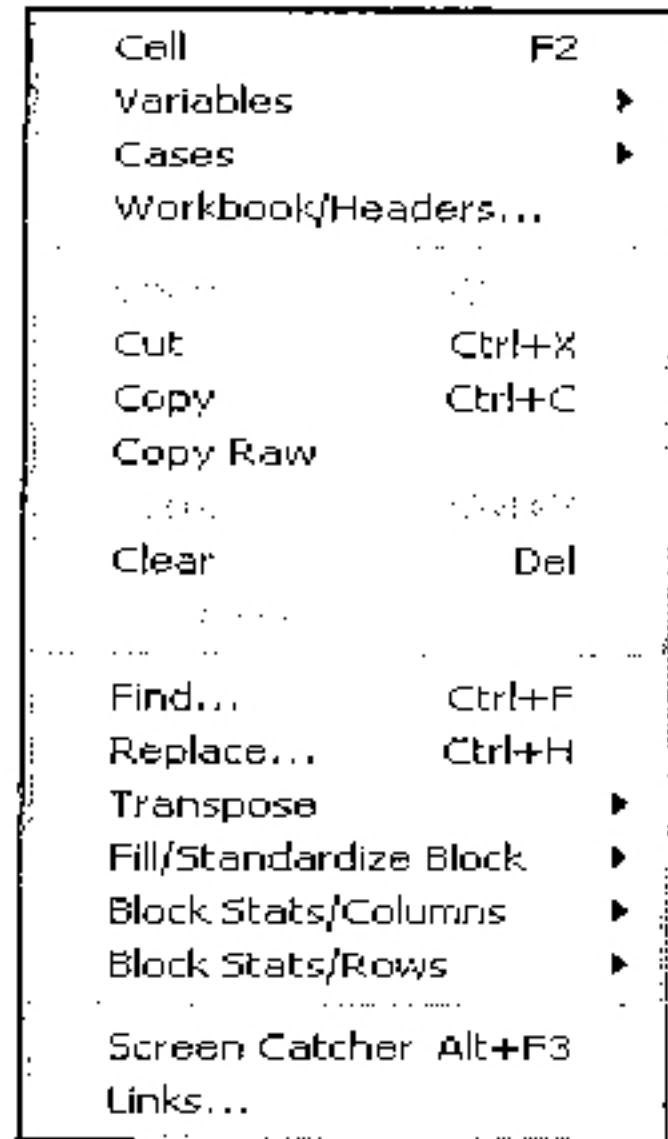 Cell F2
Variables
Cases
Workbook/Headers...
Cut Ctrl+X
Copy Ctrl+C
Copy Raw
Clear Del
Find... Ctrl+F
Replace... Ctrl+H
Transpose
Fill/Standardize Block
Block Stats/Columns
Block Stats/Rows
Screen Catcher Alt+F3
Links...